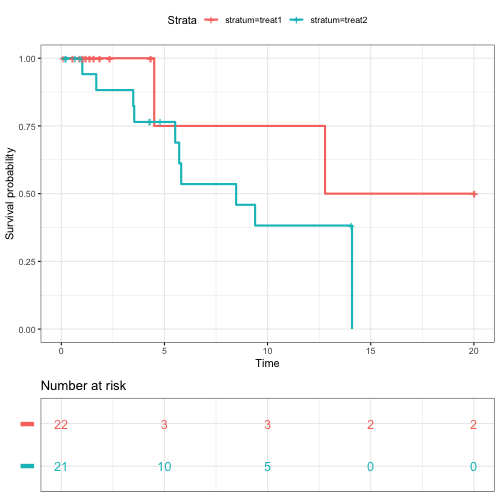 Strata stratum=treat1 stratum=treat2
1.00
0.75
0.50
0.25
0.00
Survival probability
0 5 10 15 20
Time
Number at risk
22 3 3 2 2
21 10 5 0 0